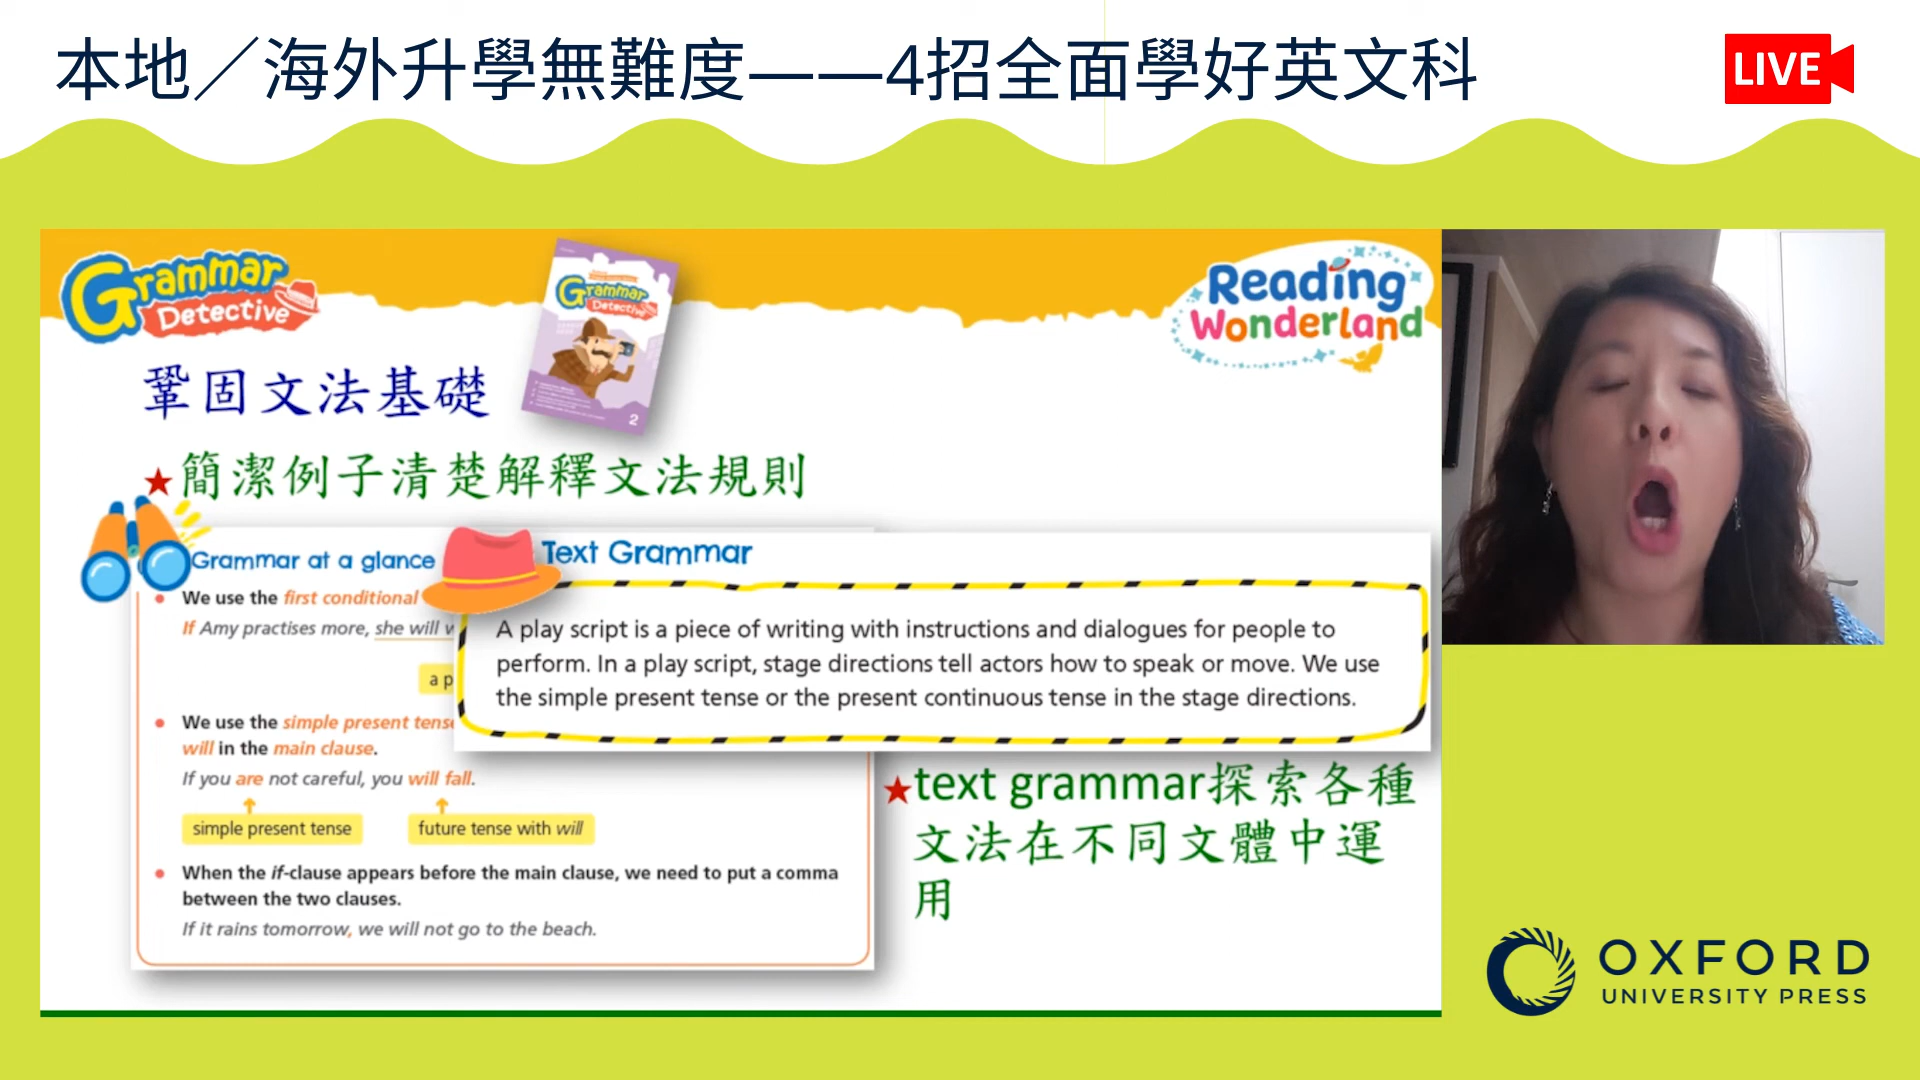 本地／海外升學無難度——4招全面學好英文科
LIVE
Grammar
Detective
Grammar
Detective
2
Reading
Wonderland
鞏固文法基礎
★簡潔例子清楚解釋文法規則
Grammar at a glance
• We use the first conditional
If Amy practises more, she will
a p
• We use the simple present tense
will in the main clause.
If you are not careful, you will fall.
simple present tense
future tense with will
• When the if-clause appears before the main clause, we need to put a comma
between the two clauses.
If it rains tomorrow, we will not go to the beach.
Text Grammar
A play script is a piece of writing with instructions and dialogues for people to
perform. In a play script, stage directions tell actors how to speak or move. We use
the simple present tense or the present continuous tense in the stage directions.
★text grammar探索各種
文法在不同文體中運
用
OXFORD
UNIVERSITY PRESS